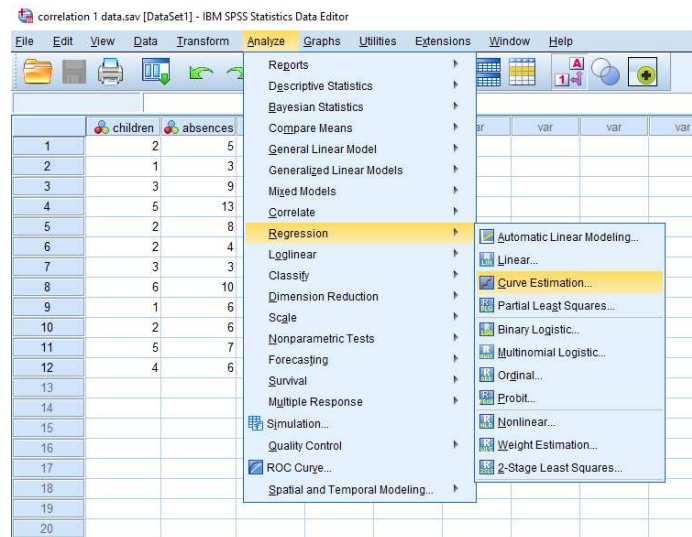 correlation 1 data.sav [DataSet1] - IBM SPSS Statistics Data Editor
File Edit View Data Transform Analyze Graphs Utilities Extensions Window Help
children absences var var var
1 2 5
2 1 3
3 3 9
4 5 13
5 2 8
6 2 4
7 3 3
8 6 10
9 1 6
10 2 6
11 5 7
12 4 6
13
14
15
16
17
18
19
20
Reports
Descriptive Statistics
Bayesian Statistics
Compare Means
General Linear Model
Generalized Linear Models
Mixed Models
Correlate
Regression
Loglinear
Classify
Dimension Reduction
Scale
Nonparametric Tests
Forecasting
Survival
Multiple Response
Simulation...
Quality Control
ROC Curve...
Spatial and Temporal Modeling...
Automatic Linear Modeling...
Linear...
Curve Estimation...
Partial Least Squares...
Binary Logistic...
Multinomial Logistic...
Ordinal...
Probit...
Nonlinear...
Weight Estimation...
2-Stage Least Squares...